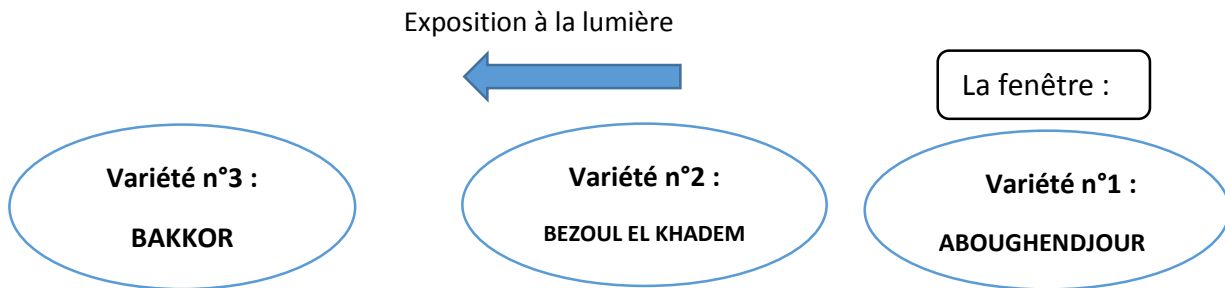 Exposition à la lumière
La fenêtre :
Variété n°3 :
BAKKOR
Variété n°2 :
BEZOUL EL KHADEM
Variété n°1 :
ABOUGHENDJOUR